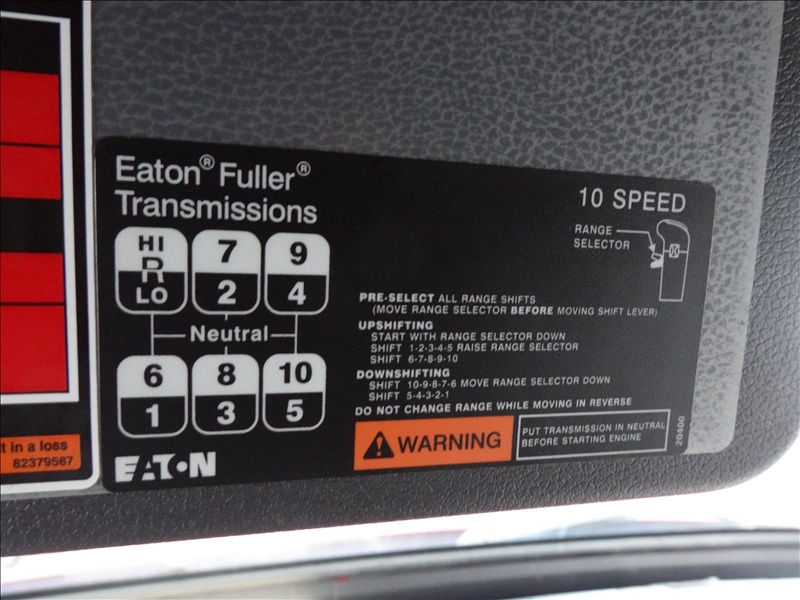 Eaton® Fuller®
Transmissions
10 SPEED
RANGE
SELECTOR
HI
R
LO
7
2
9
4
Neutral
6
1
8
3
10
5
EATON
PRE-SELECT ALL RANGE SHIFTS
(MOVE RANGE SELECTOR BEFORE MOVING SHIFT LEVER)
UPSHIFTING
START WITH RANGE SELECTOR DOWN
SHIFT 1-2-3-4-5 RAISE RANGE SELECTOR
SHIFT 6-7-8-9-10
DOWNSHIFTING
SHIFT 10-9-8-7-6 MOVE RANGE SELECTOR DOWN
SHIFT 5-4-3-2-1
DO NOT CHANGE RANGE WHILE MOVING IN REVERSE
WARNING
PUT TRANSMISSION IN NEUTRAL
BEFORE STARTING ENGINE
20400
t in a loss
82379567